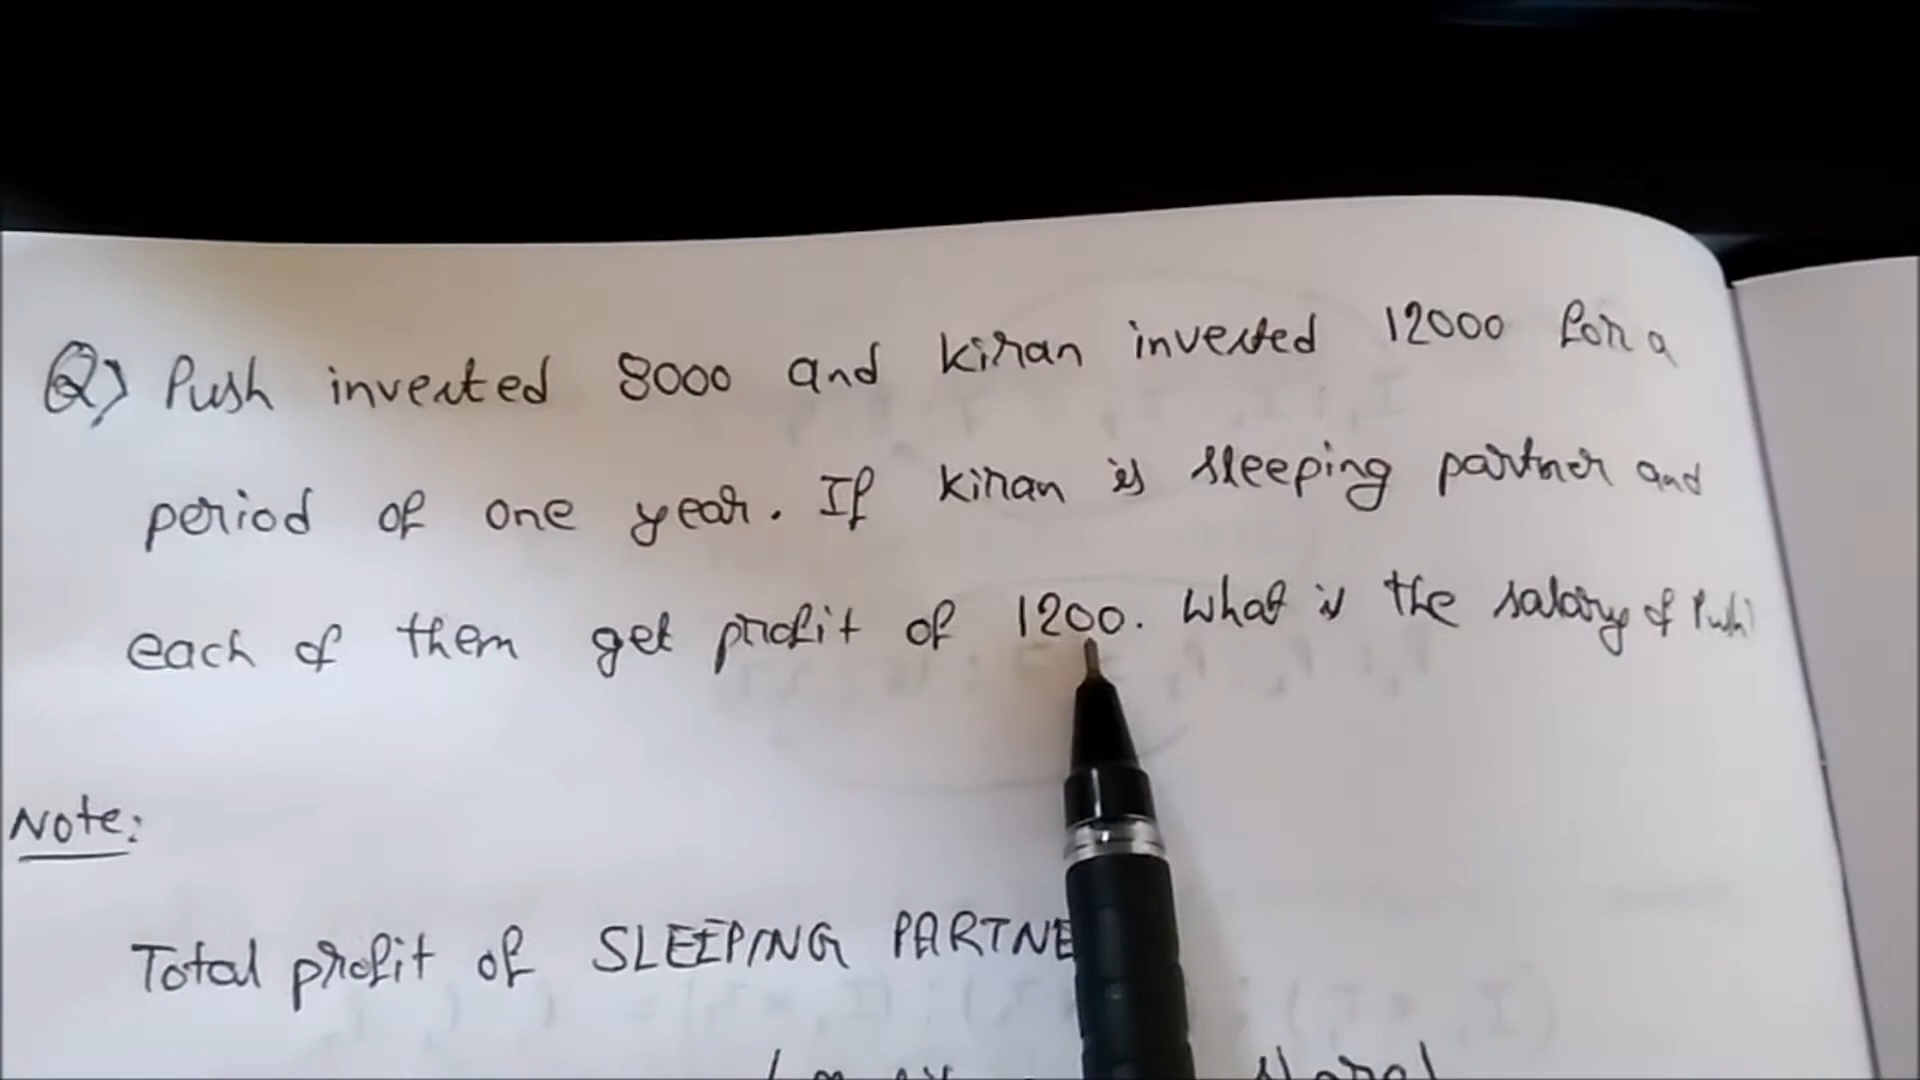 Q) Push invested 8000 and kiran invested 12000 for a
period of one year. If kiran is sleeping partner and
each of them get profit of 1200. What is the salary of Push
Note:
Total profit of SLEEPING